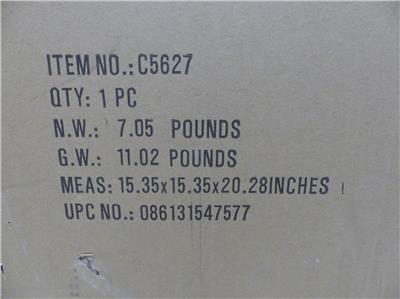 ITEM NO.: C5627
QTY: 1 PC
N.W.: 7.05 POUNDS
G.W.: 11.02 POUNDS
MEAS: 15.35x15.35x20.28INCHES
UPC NO.: 086131547577